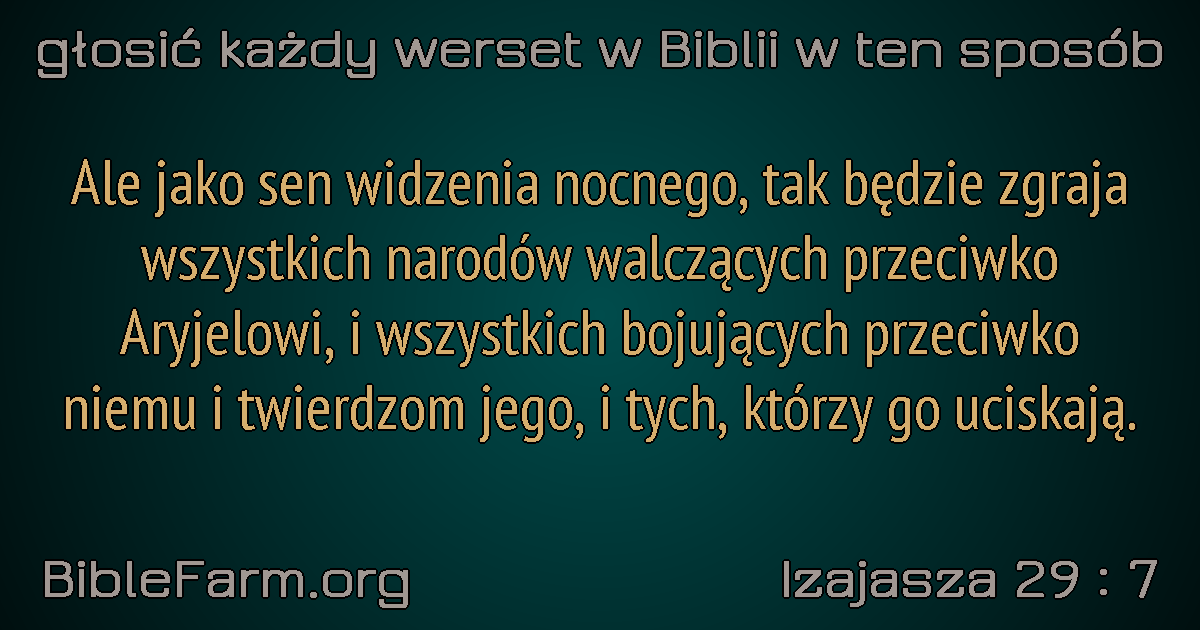 głosić każdy werset w Biblii w ten sposób
Ale jako sen widzenia nocnego, tak będzie zgraja
wszystkich narodów walczących przeciwko
Aryjelowi, i wszystkich bojujących przeciwko
niemu i twierdzom jego, i tych, którzy go uciskają.
BibleFarm.org
Izajasza 29 : 7